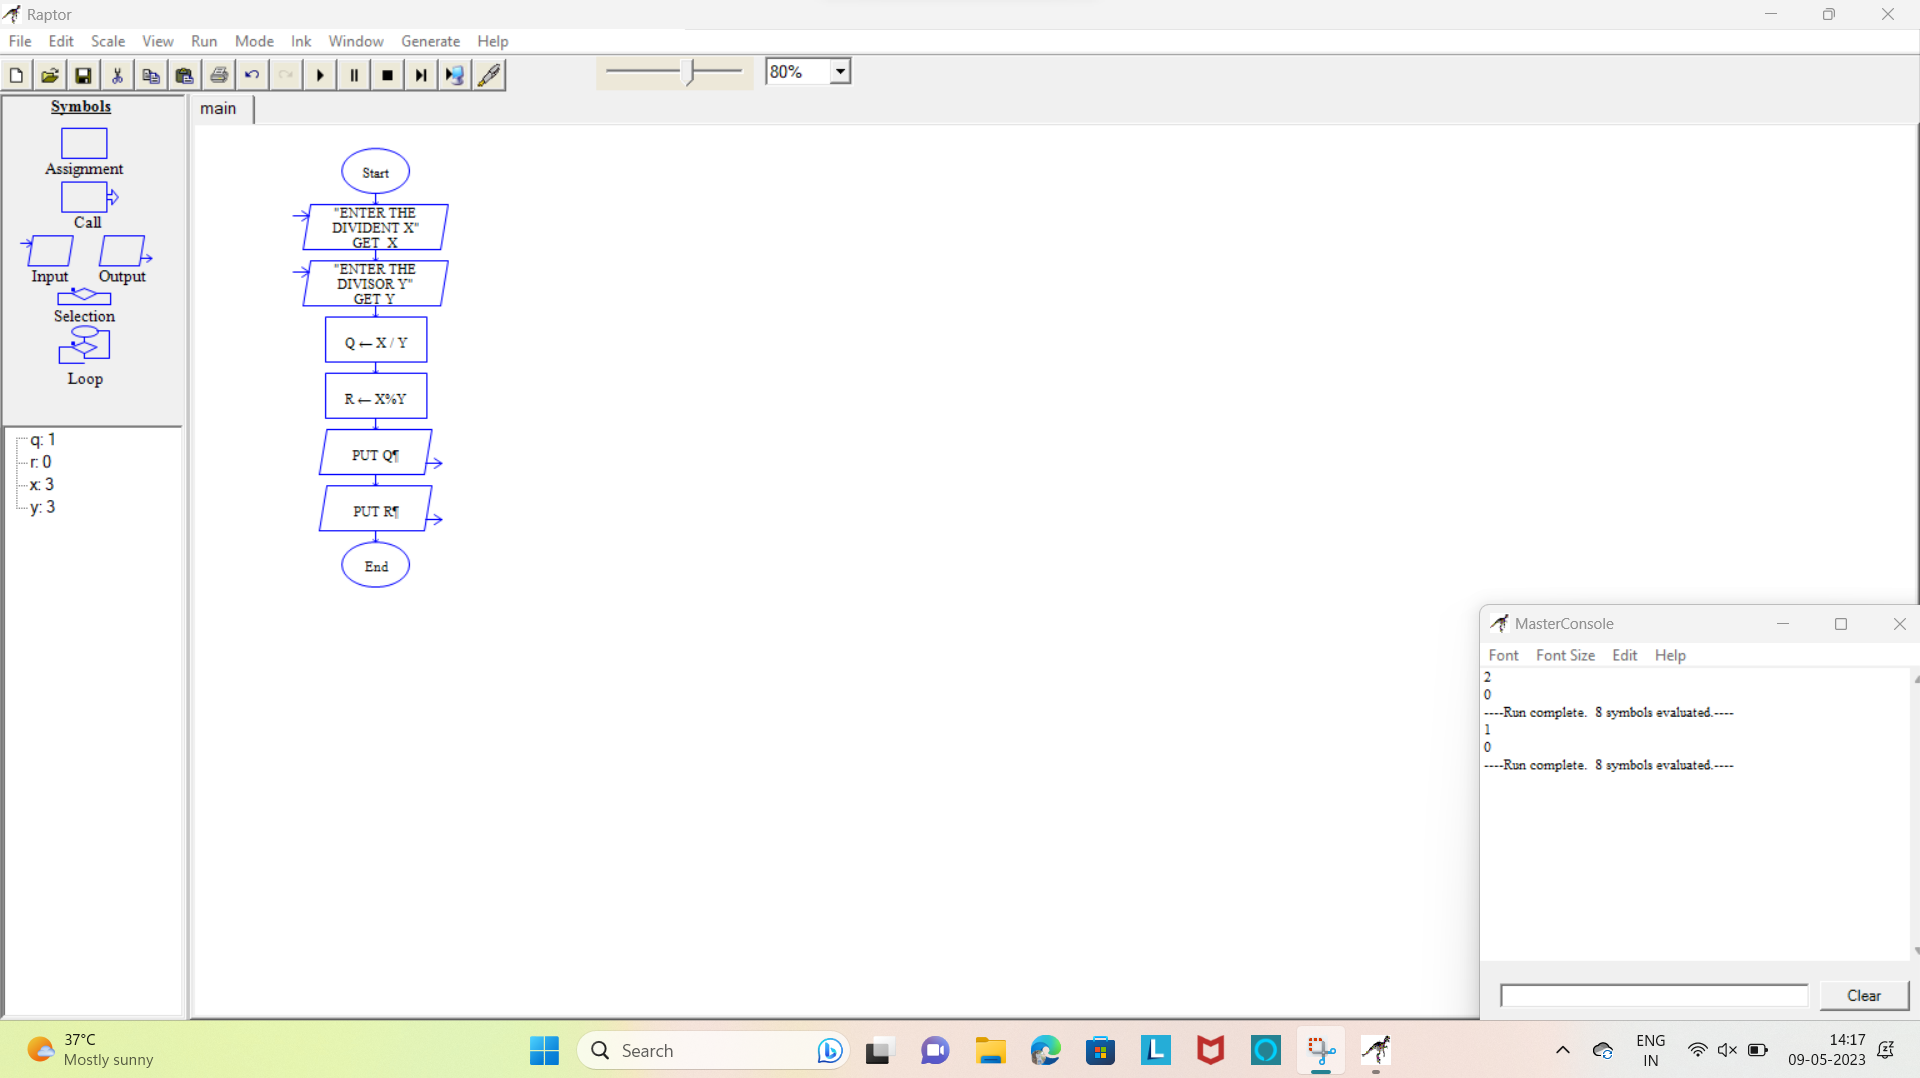 Raptor
File Edit Scale View Run Mode Ink Window Generate Help
80%
Symbols
Assignment
Call
Input Output
Selection
Loop
q: 1
r: 0
x: 3
y: 3
main
Start
"ENTER THE
DIVIDENT X"
GET X
"ENTER THE
DIVISOR Y"
GET Y
Q ← X / Y
R ← X%Y
PUT Q¶
PUT R¶
End
MasterConsole
Font Font Size Edit Help
2
0
----Run complete. 8 symbols evaluated.----
1
0
----Run complete. 8 symbols evaluated.----
Clear
37°C
Mostly sunny
Search
L
ENG
IN
14:17
09-05-2023